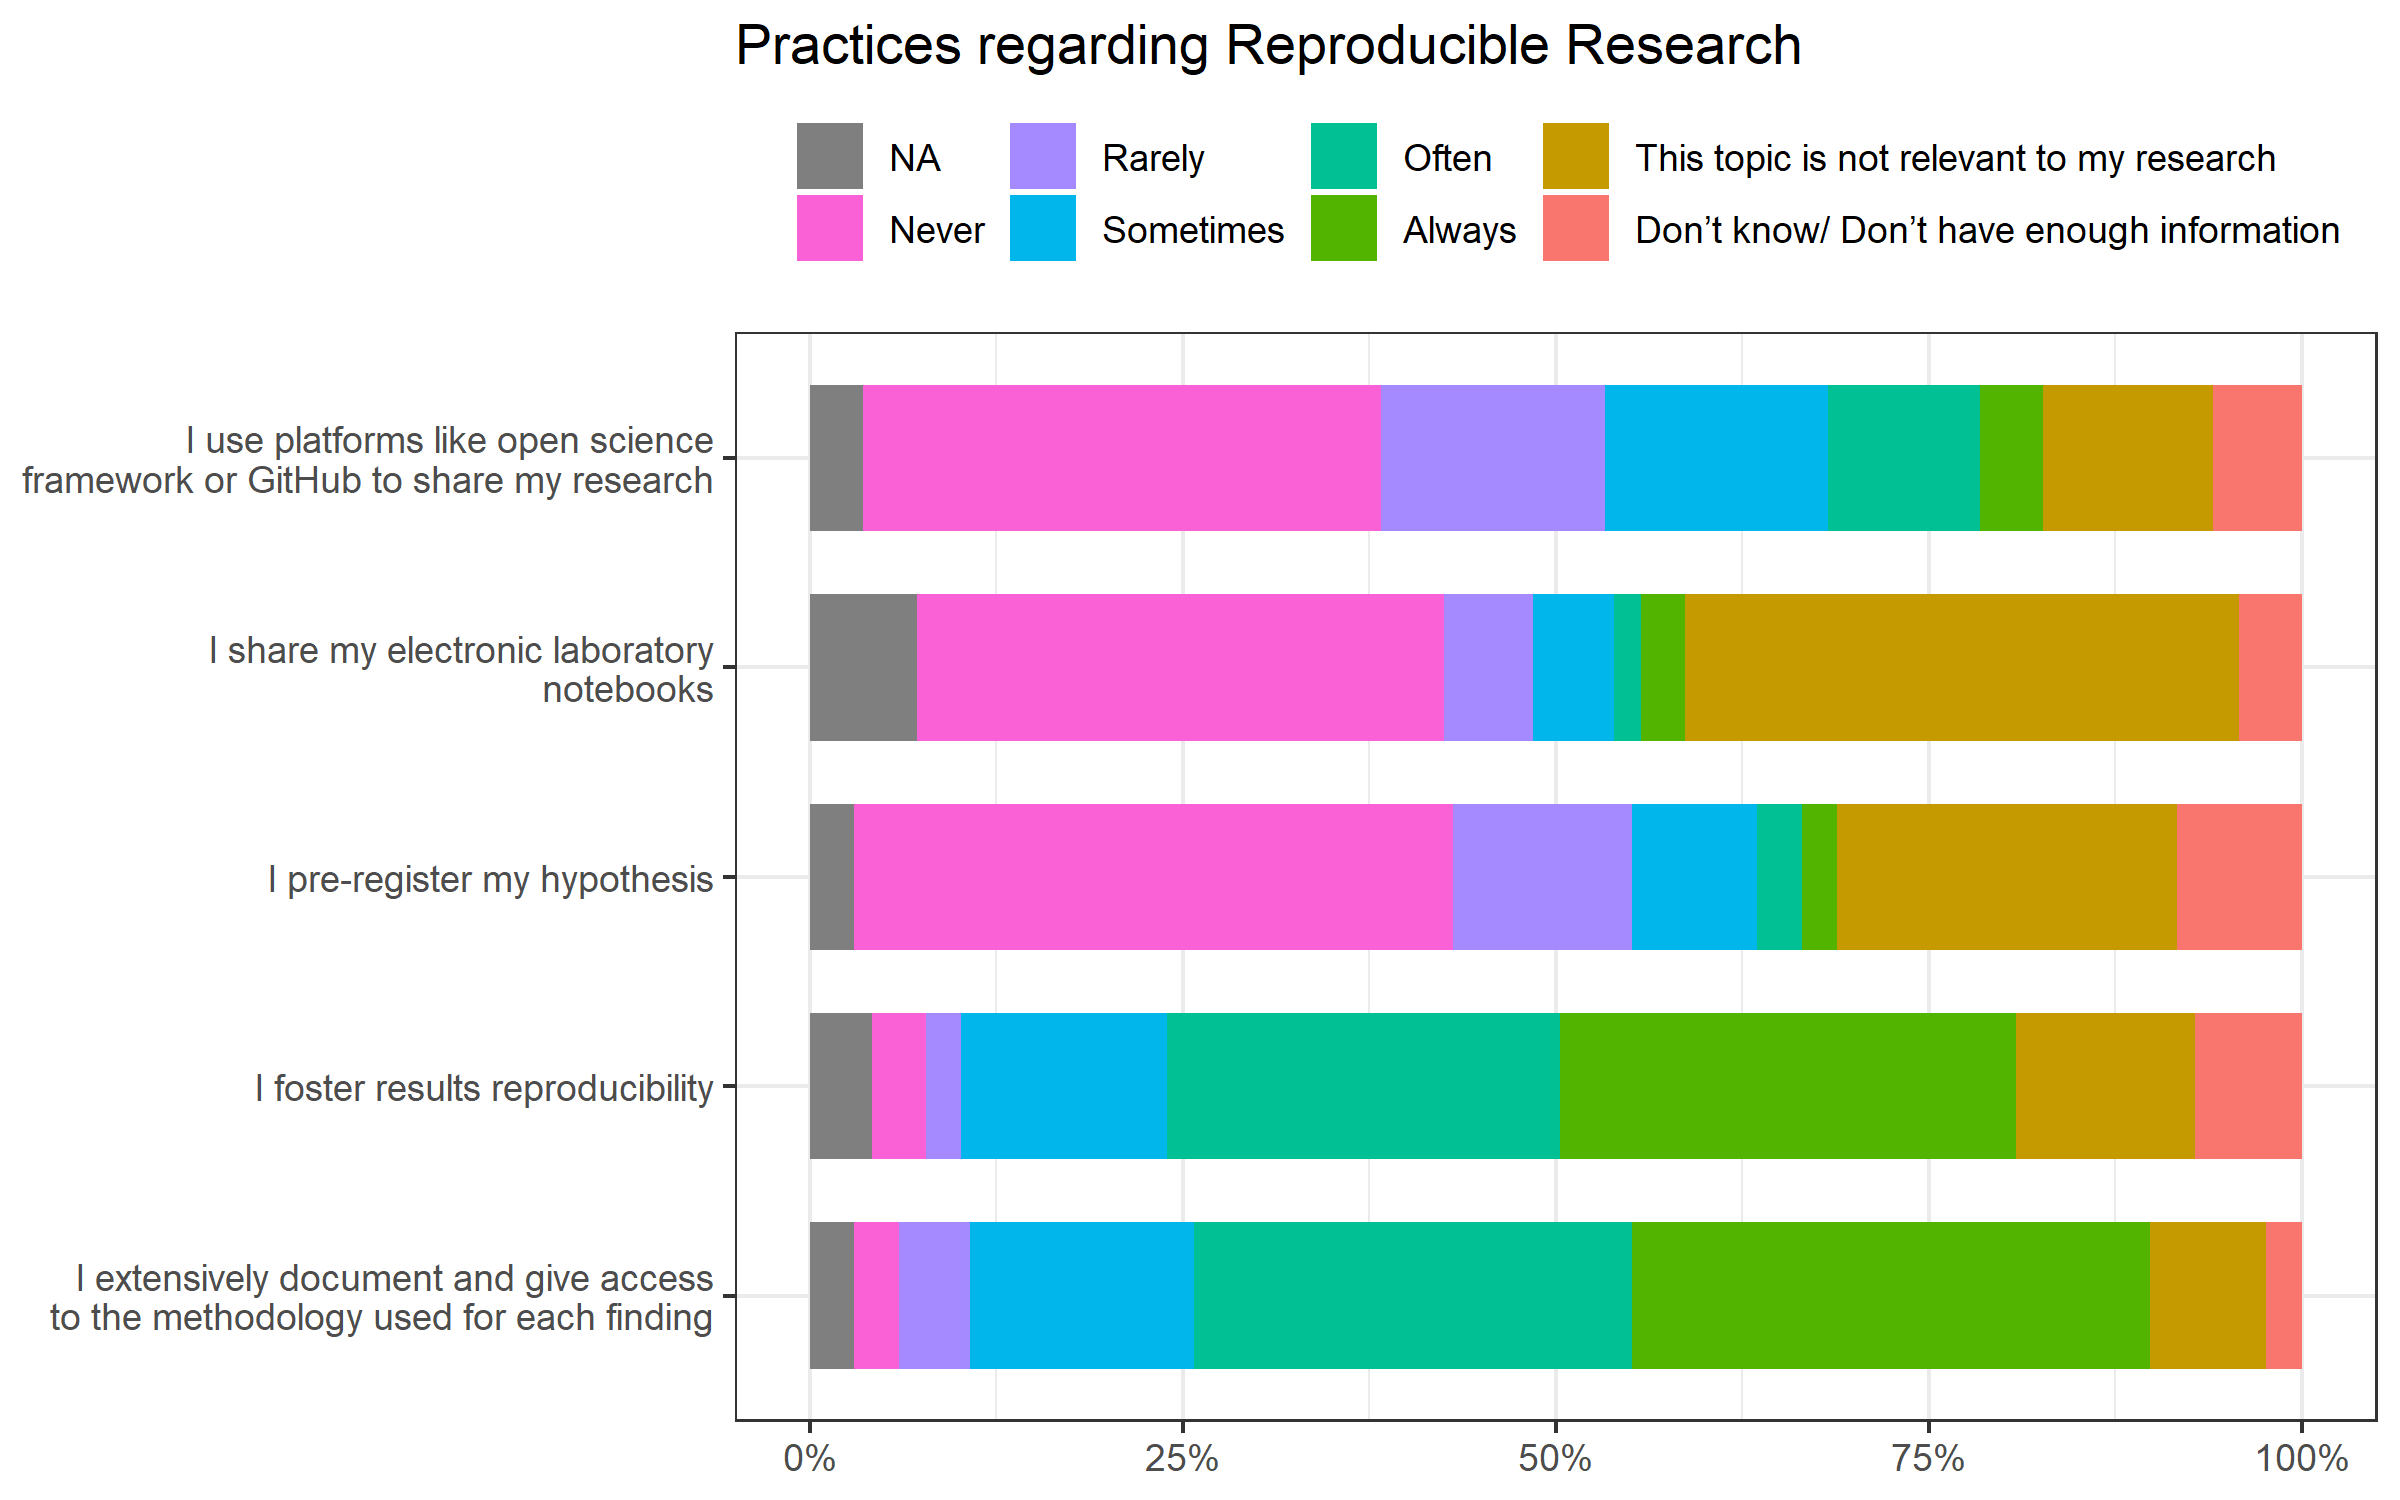 Practices regarding Reproducible Research
NA
Rarely
Often
This topic is not relevant to my research
Never
Sometimes
Always
Don’t know/ Don’t have enough information
I use platforms like open science
framework or GitHub to share my research
I share my electronic laboratory
notebooks
I pre-register my hypothesis
I foster results reproducibility
I extensively document and give access
to the methodology used for each finding
0%
25%
50%
75%
100%